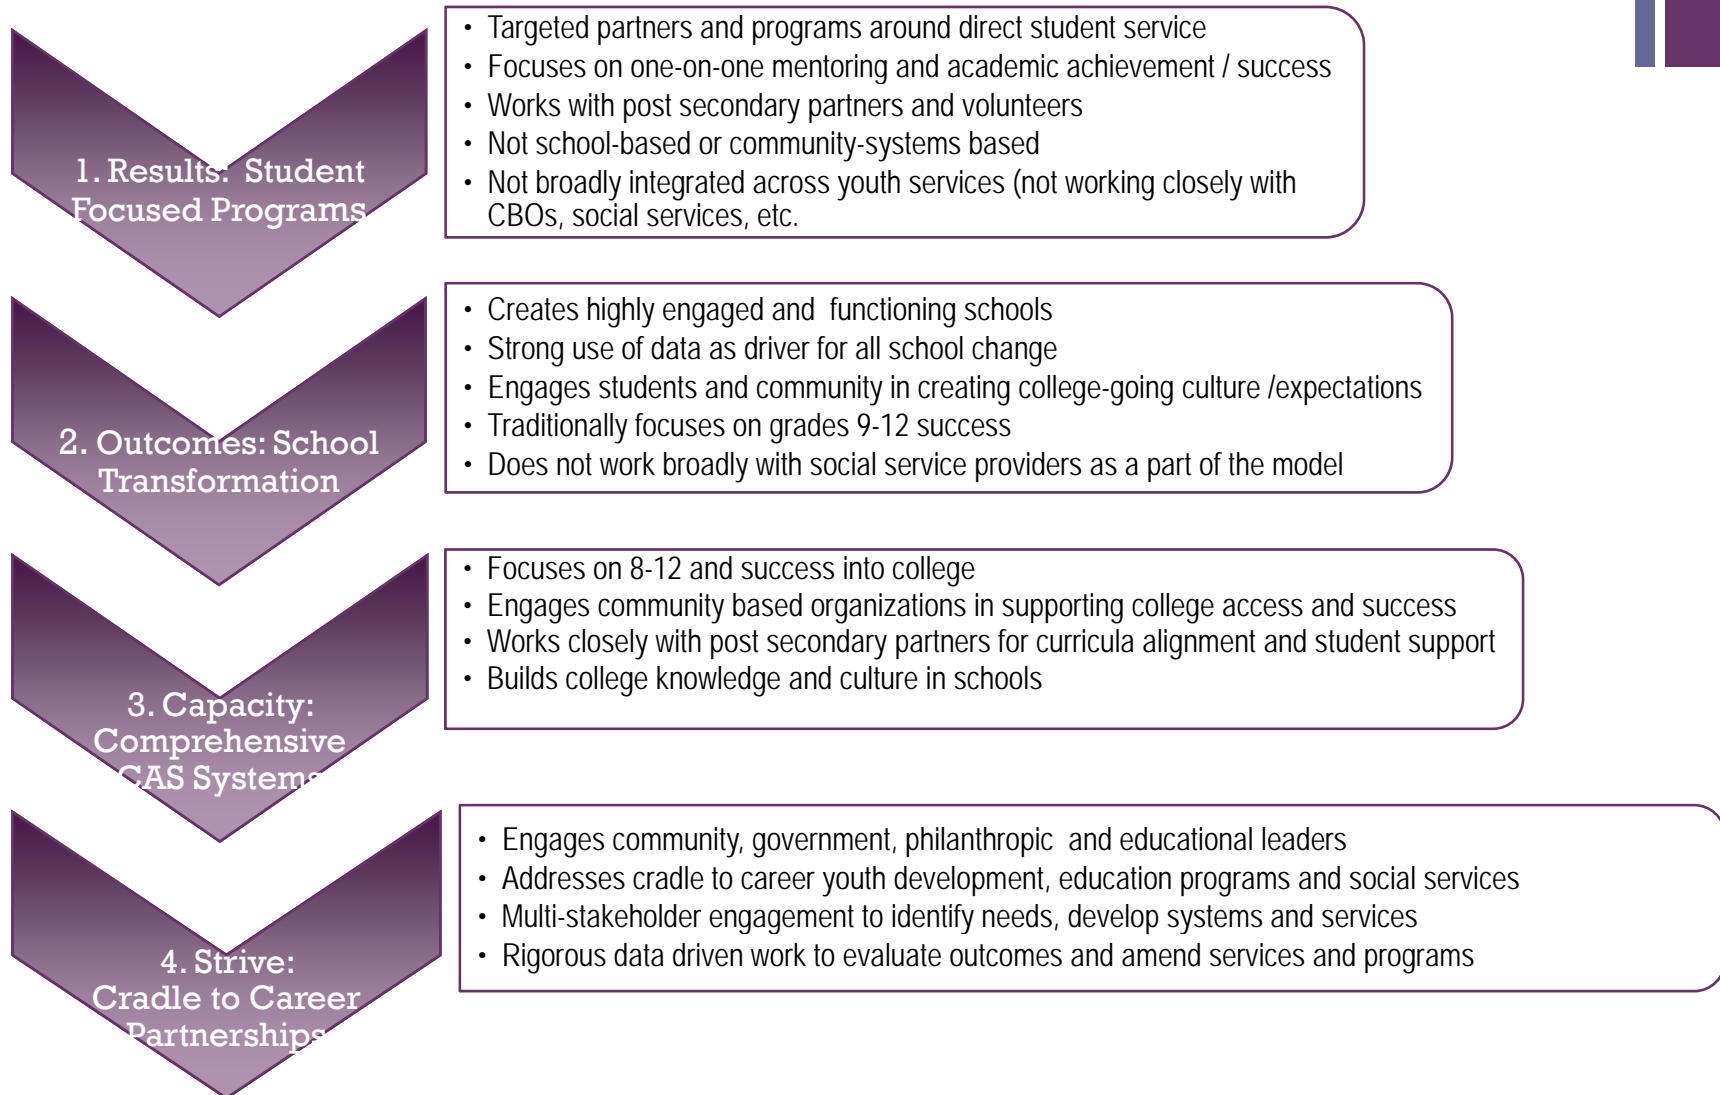 1. Results: Student
Focused Programs
• Targeted partners and programs around direct student service
• Focuses on one-on-one mentoring and academic achievement / success
• Works with post secondary partners and volunteers
• Not school-based or community-systems based
• Not broadly integrated across youth services (not working closely with
CBOs, social services, etc.
2. Outcomes: School
Transformation
• Creates highly engaged and  functioning schools
• Strong use of data as driver for all school change
• Engages students and community in creating college-going culture /expectations
• Traditionally focuses on grades 9-12 success
• Does not work broadly with social service providers as a part of the model
3. Capacity:
Comprehensive
CAS Systems
• Focuses on 8-12 and success into college
• Engages community based organizations in supporting college access and success
• Works closely with post secondary partners for curricula alignment and student support
• Builds college knowledge and culture in schools
4. Strive:
Cradle to Career
Partnerships
• Engages community, government, philanthropic  and educational leaders
• Addresses cradle to career youth development, education programs and social services
• Multi-stakeholder engagement to identify needs, develop systems and services
• Rigorous data driven work to evaluate outcomes and amend services and programs